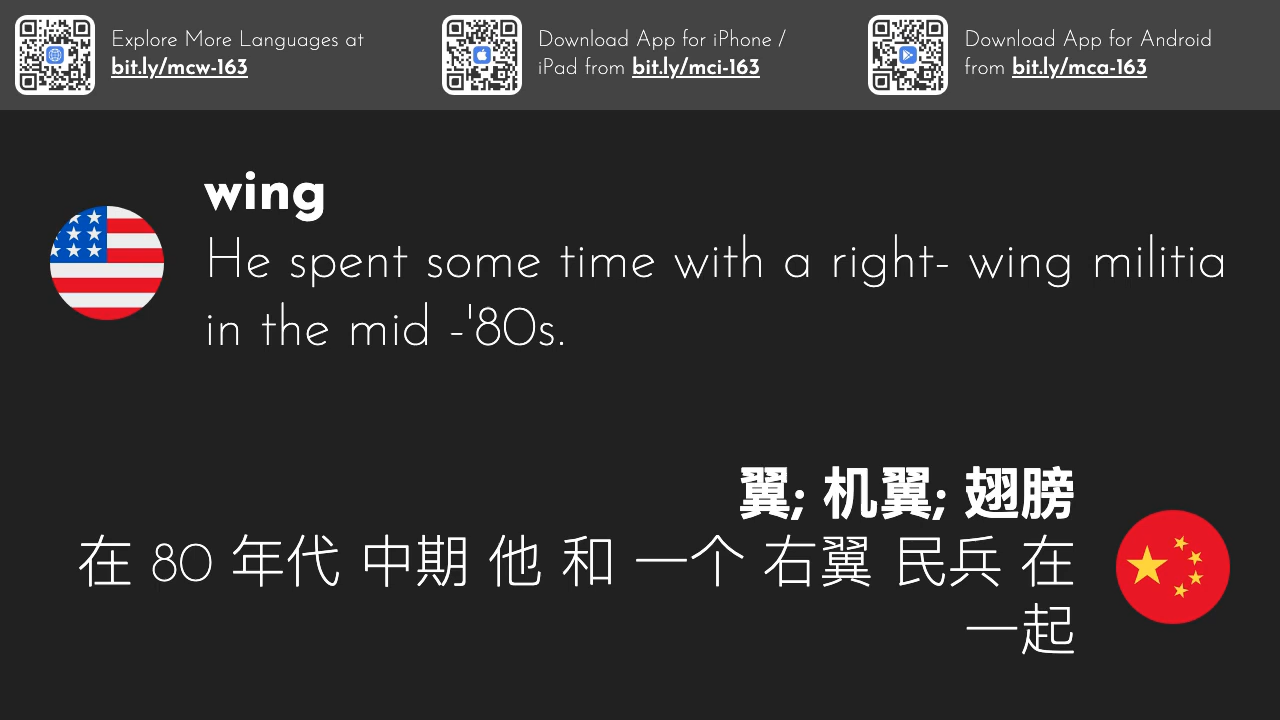 Explore More Languages at
bit.ly/mcw-163
Download App for iPhone /
iPad from bit.ly/mci-163
Download App for Android
from bit.ly/mca-163
wing
He spent some time with a right- wing militia
in the mid -'80s.
翼; 机翼; 翅膀
在 80 年代 中期 他 和 一个 右翼 民兵 在
一起